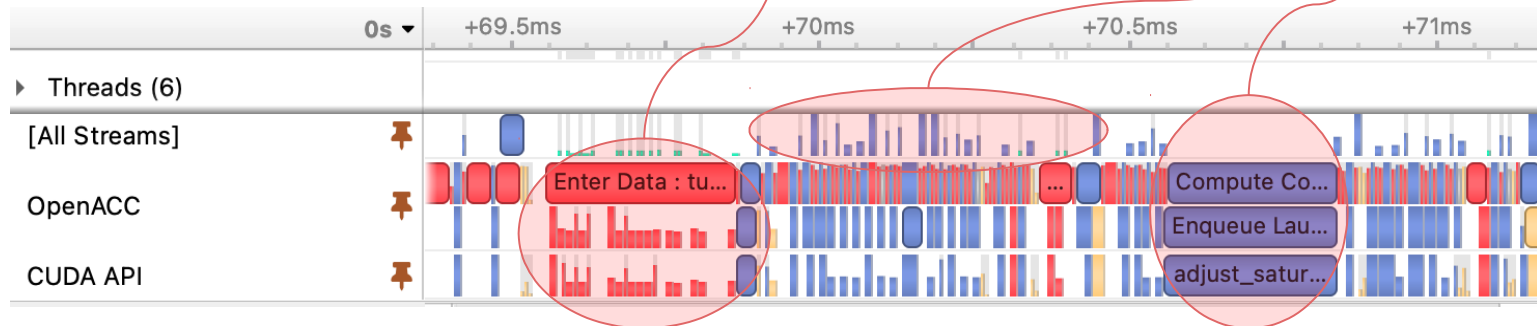 0s +69.5ms +70ms +70.5ms +71ms
Threads (6)
[All Streams]
Enter Data : tu... ... Compute Co...
OpenACC
Enqueue Lau...
CUDA API adjust_satur...